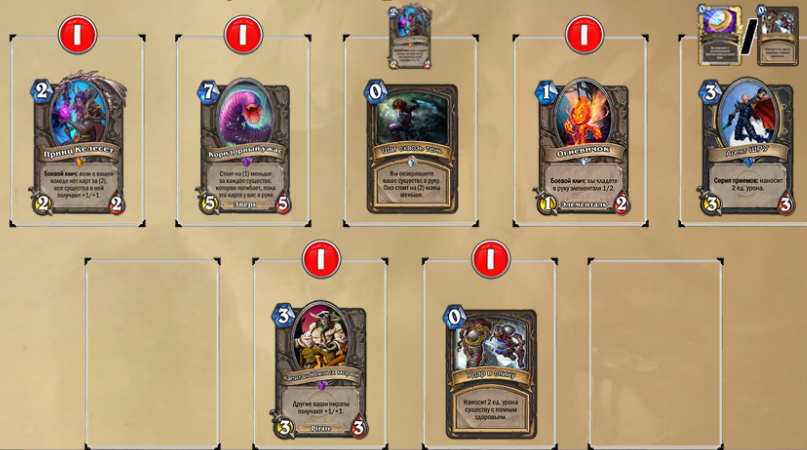 2
Принц Келесет
Боевой клич: если в вашей
колоде нет карт за (2),
все существа в ней
получают +1/+1.
2
2
7
Коридорный ужас
Стоит на (1) меньше
за каждое существо,
которое погибает, пока
эта карта у вас в руке.
5
Зверь
5
0
Шаг сквозь тень
Вы возвращаете
ваше существо в руку.
Оно стоит на (2) маны
меньше.
1
Огневичок
Боевой клич: вы кладете
в руку элементаля 1/2.
1
Элементаль
2
3
Агент ШРУ
Серия приемов: наносит
2 ед. урона.
3
3
3
Капитан Южных морей
Другие ваши пираты
получают +1/+1.
3
Pirate
3
0
Удар в спину
Наносит 2 ед. урона
существу с полным
здоровьем.